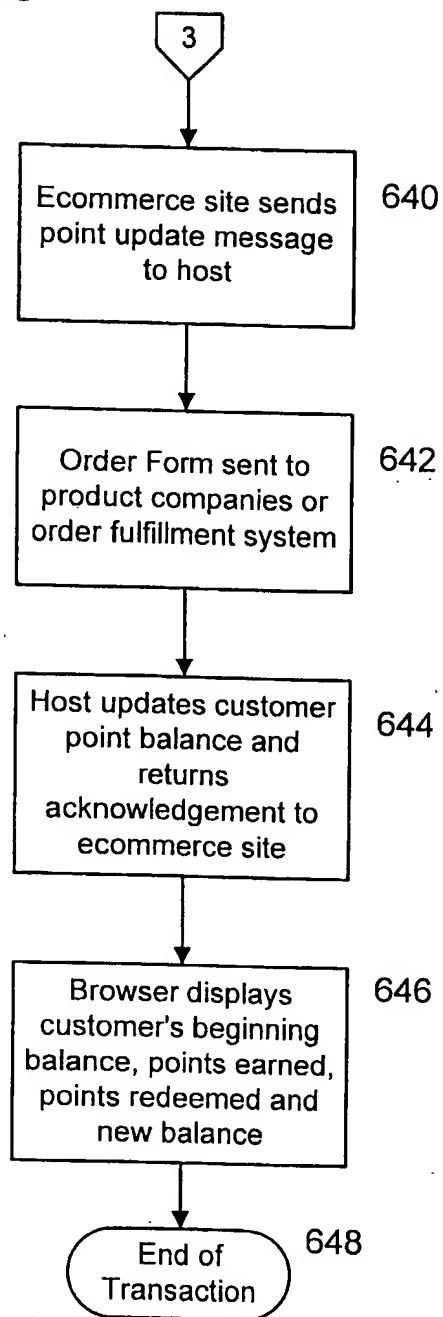 3
Ecommerce site sends
point update message
to host
640
Order Form sent to
product companies or
order fulfillment system
642
Host updates customer
point balance and
returns
acknowledgement to
ecommerce site
644
Browser displays
customer's beginning
balance, points earned,
points redeemed and
new balance
646
End of
Transaction
648